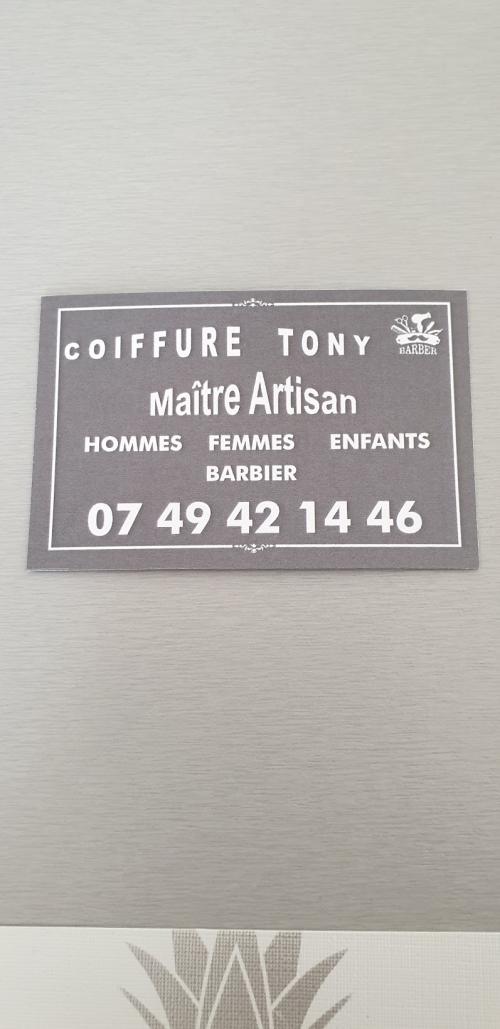 COIFFURE TONY
BARBER
Maître Artisan
HOMMES FEMMES ENFANTS
BARBIER
07 49 42 14 46